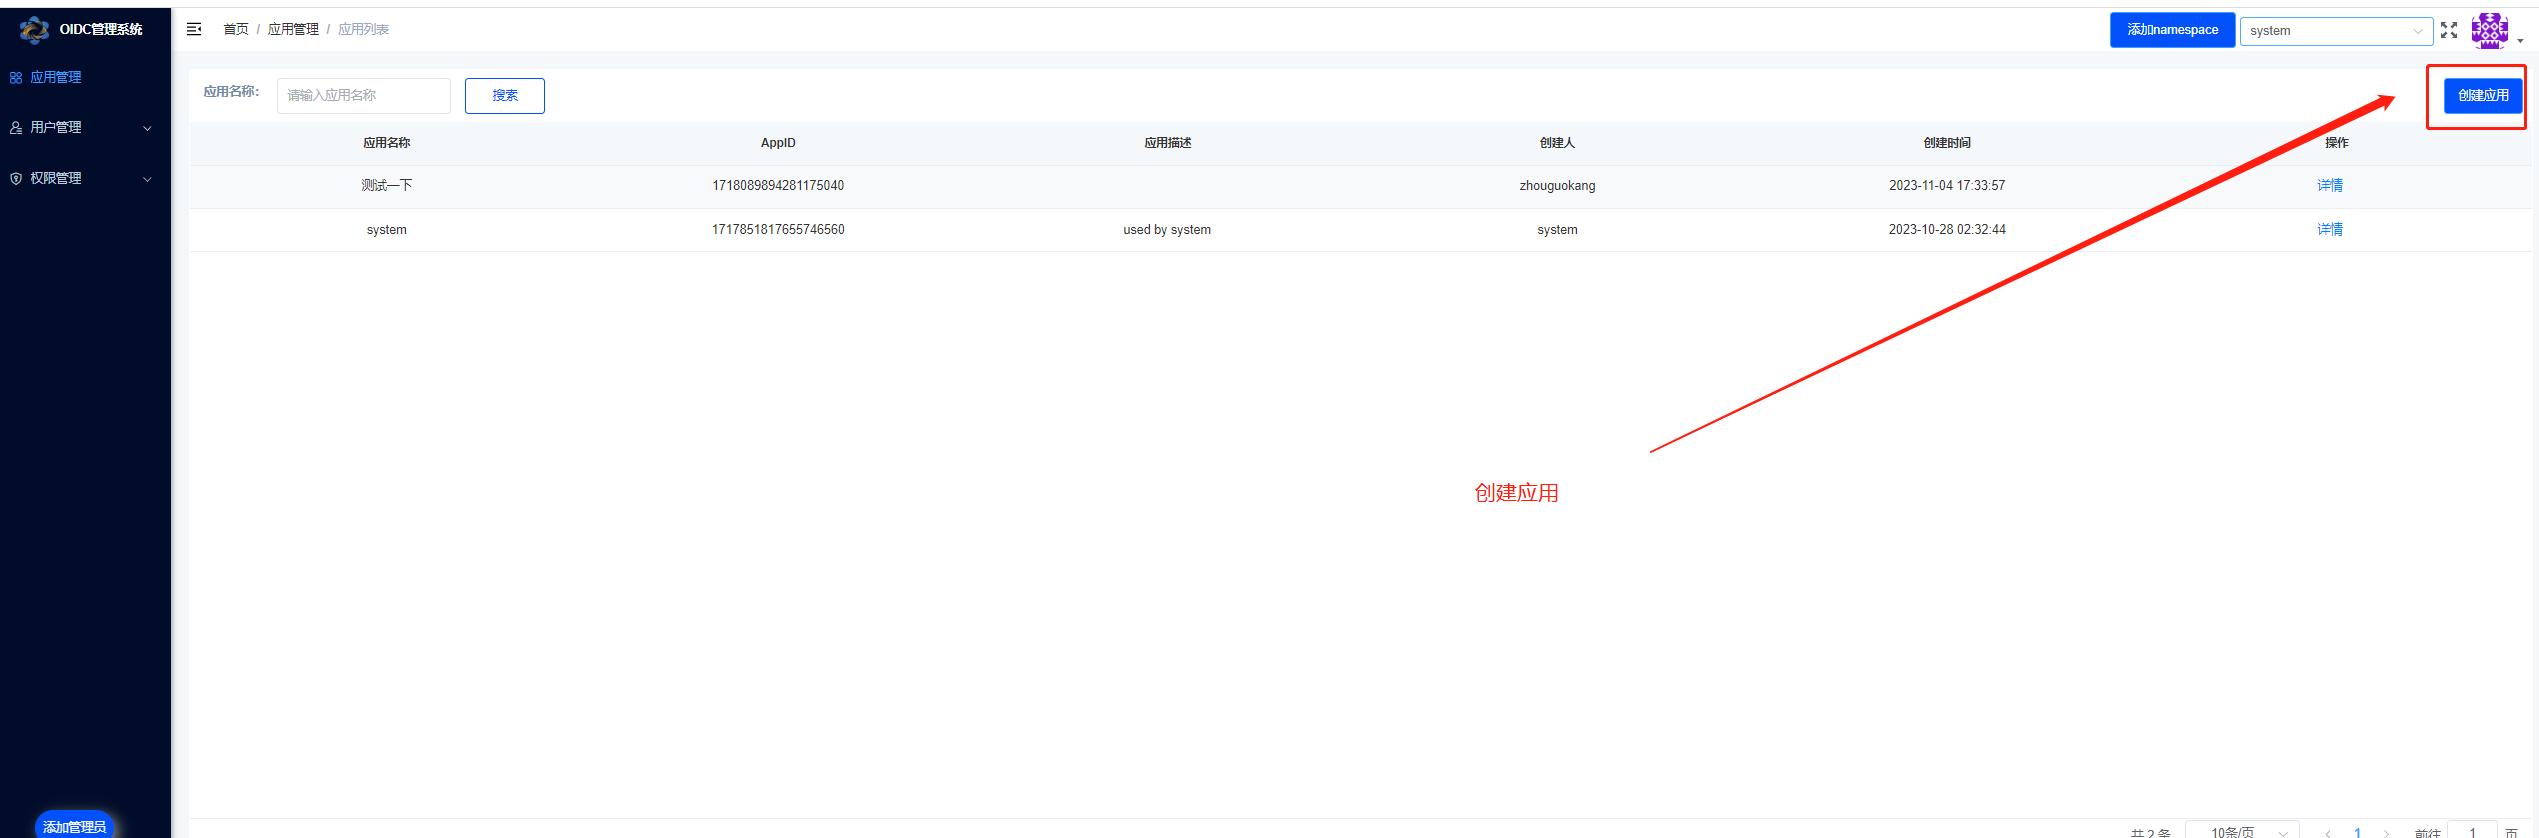 OIDC管理系统
首页 / 应用管理 / 应用列表
添加namespace
system
应用管理
用户管理
权限管理
应用名称:
请输入应用名称
搜索
创建应用
应用名称 AppID 应用描述 创建人 创建时间 操作
测试一下 1718089894281175040 zhouguokang 2023-11-04 17:33:57 详情
system 1717851817655746560 used by system system 2023-10-28 02:32:44 详情
创建应用
添加管理员
共 2 条 10条/页 1 前往 1 页